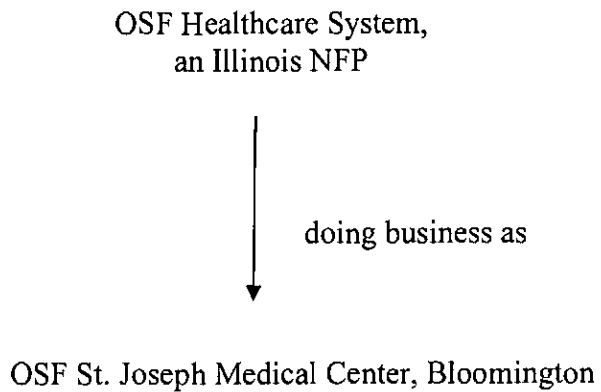 OSF Healthcare System,
an Illinois NFP
doing business as
OSF St. Joseph Medical Center, Bloomington